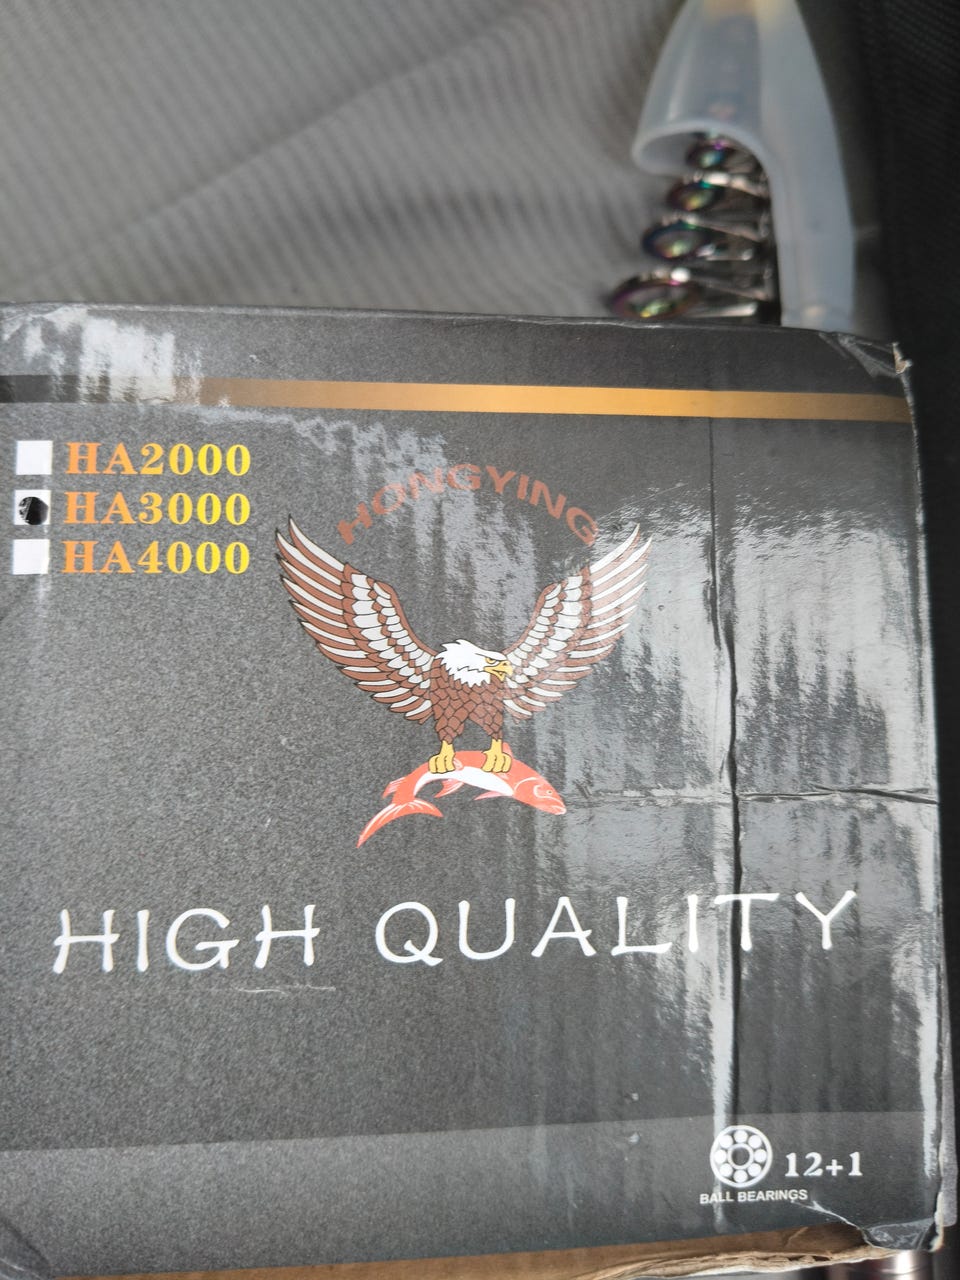 HA2000
HA3000
HA4000
HONGYING
HIGH QUALITY
12+1
BALL BEARINGS